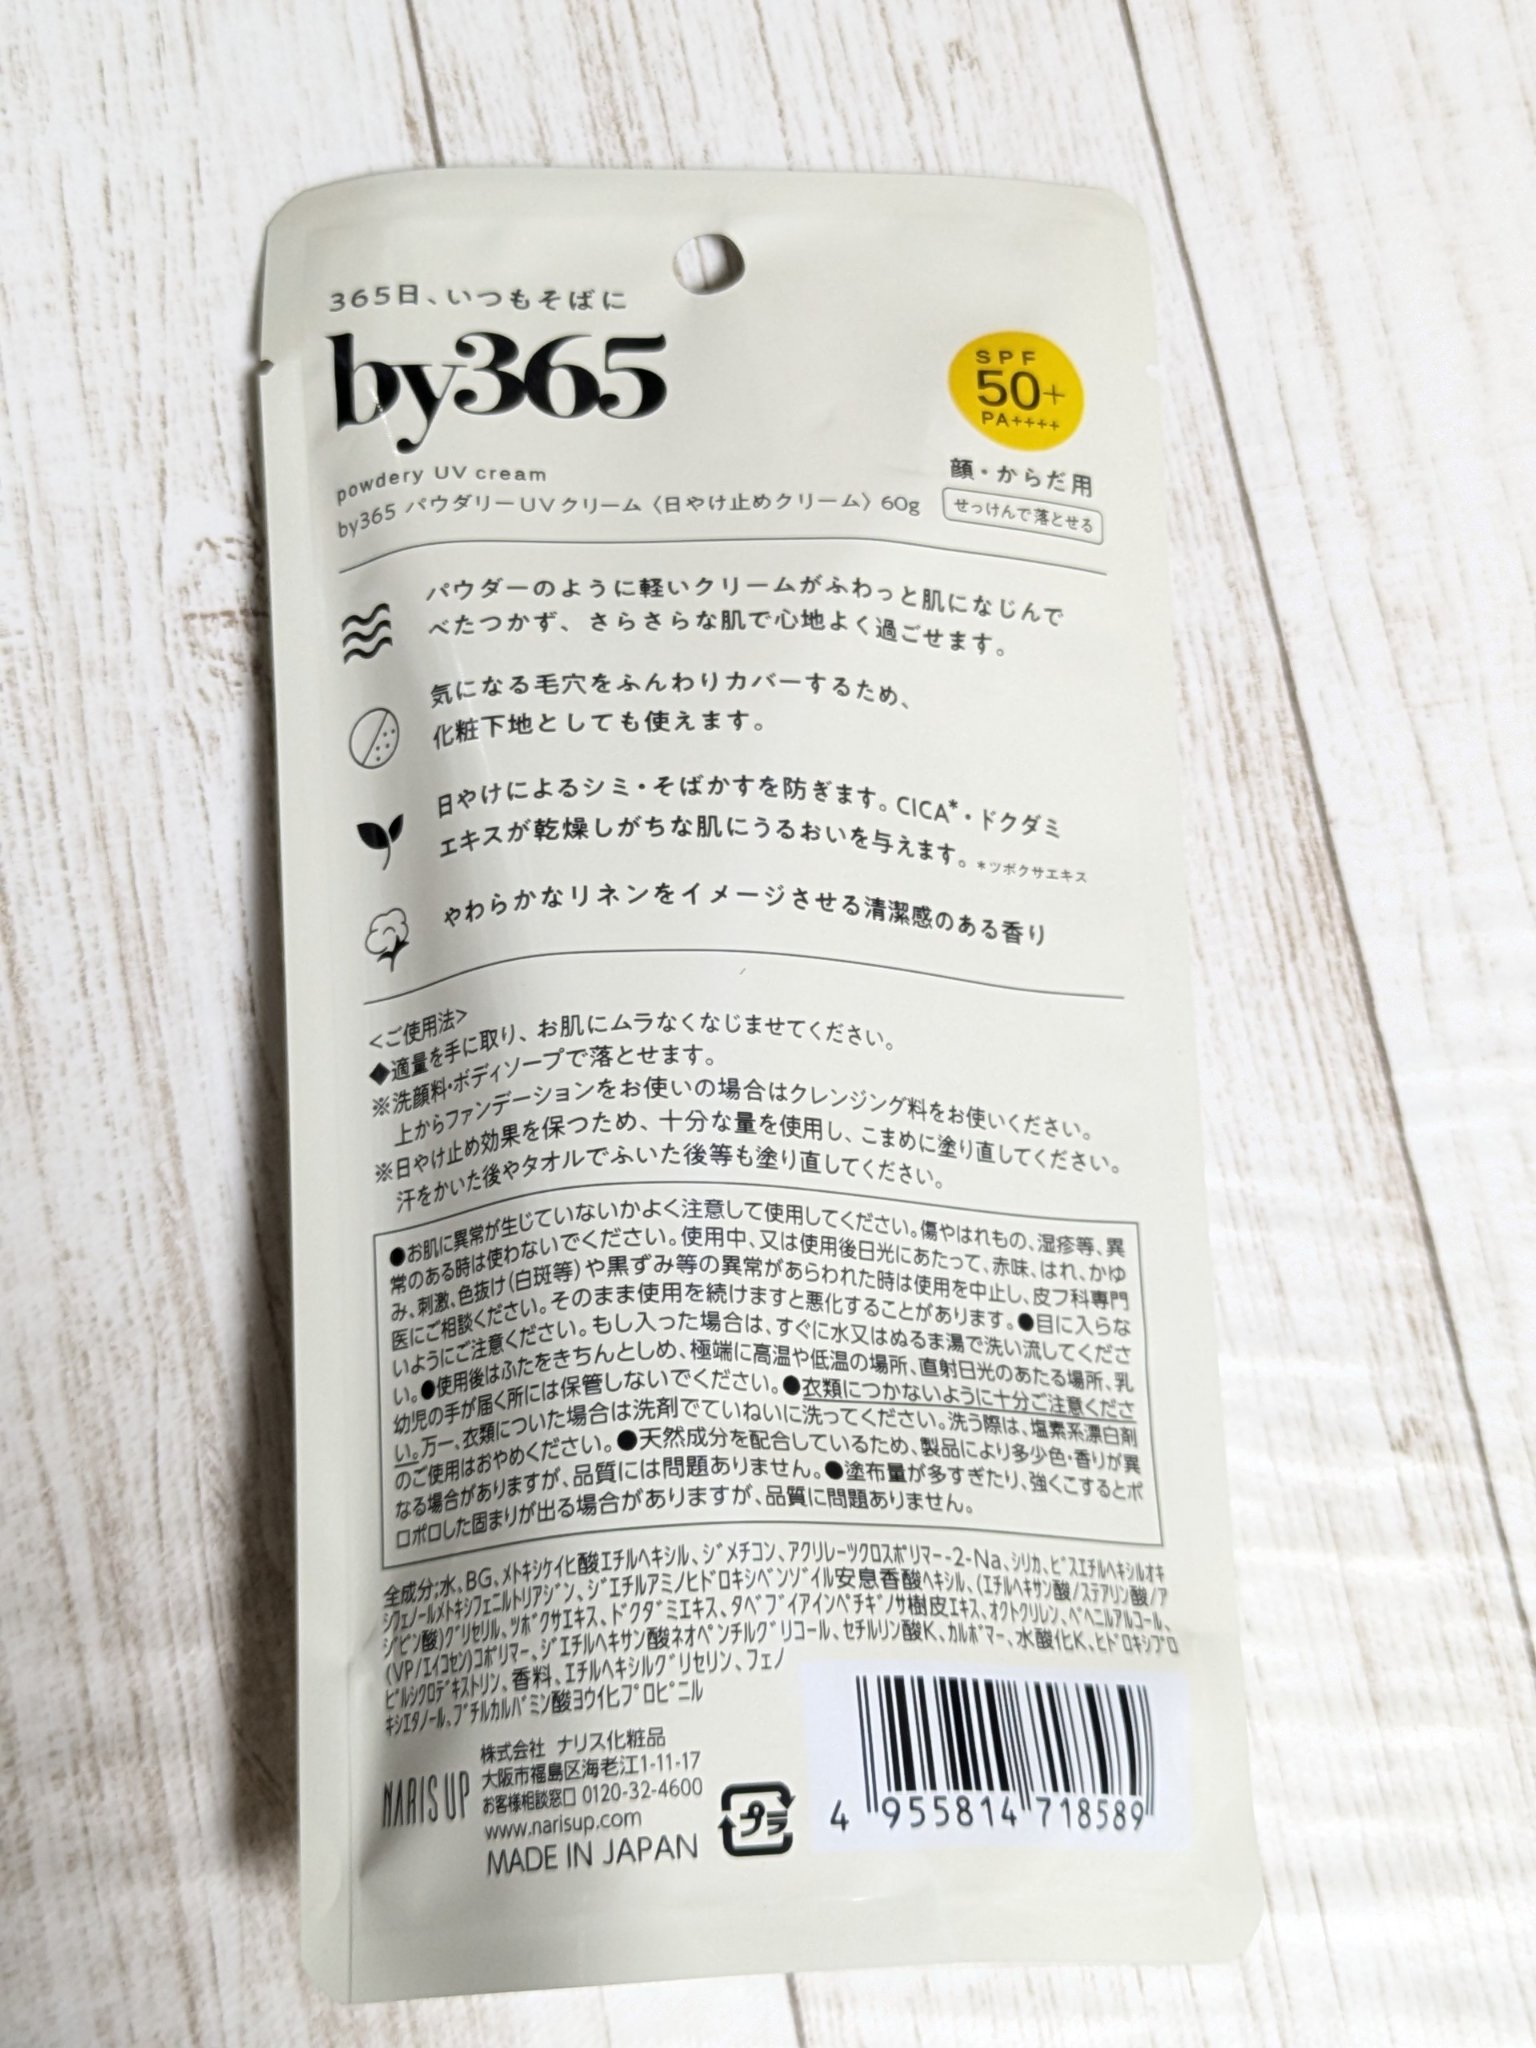 365日、いつもそばに
by365
SPF
50+
PA++++
powdery UV cream
by365 パウダリーUVクリーム〈日やけ止めクリーム〉60g
顔・からだ用
せっけんで落とせる
パウダーのように軽いクリームがふわっと肌になじんで
べたつかず、さらさらな肌で心地よく過ごせます。
気になる毛穴をふんわりカバーするため、
化粧下地としても使えます。
日やけによるシミ・そばかすを防ぎます。CICA*・ドクダミ
エキスが乾燥しがちな肌にうるおいを与えます。*ツボクサエキス
やわらかなリネンをイメージさせる清潔感のある香り
<ご使用法>
◆適量を手に取り、お肌にムラなくなじませてください。
※洗顔料・ボディソープで落とせます。
上からファンデーションをお使いの場合はクレンジング料をお使いください。
※日やけ止め効果を保つため、十分な量を使用し、こまめに塗り直してください。
汗をかいた後やタオルでふいた後等も塗り直してください。
●お肌に異常が生じていないかよく注意して使用してください。傷やはれもの、湿疹等、異
常のある時は使わないでください。使用中、又は使用後日光にあたって、赤味、はれ、かゆ
み、刺激、色抜け(白斑等)や黒ずみ等の異常があらわれた時は使用を中止し、皮フ科専門
医にご相談ください。そのまま使用を続けますと悪化することがあります。●目に入らな
いようにご注意ください。もし入った場合は、すぐに水又はぬるま湯で洗い流してくださ
い。●使用後はふたをきちんとしめ、極端に高温や低温の場所、直射日光のあたる場所、乳
幼児の手が届く所には保管しないでください。●衣類につかないように十分ご注意くださ
い。万一、衣類についた場合は洗剤でていねいに洗ってください。洗う際は、塩素系漂白剤
のご使用はおやめください。●天然成分を配合しているため、製品により多少色・香りが異
なる場合がありますが、品質には問題ありません。●塗布量が多すぎたり、強くこするとポ
ロポロした固まりが出る場合がありますが、品質に問題ありません。
全成分:水、BG、メトキシケイヒ酸エチルヘキシル、ジメチコン、アクリレーツクロスポリマー-2-Na、シリカ、ビスエチルヘキシルオキ
シフェノールメトキシフェニルトリアジン、ジエチルアミノヒドロキシベンゾイル安息香酸ヘキシル、(エチルヘキサン酸/ステアリン酸/ア
ジピン酸)グリセリル、ツボクサエキス、ドクダミエキス、タベブイアインペチギノサ樹皮エキス、オクトクリレン、ベヘニルアルコール、
(VP/エイコセン)コポリマー、ジエチルヘキサン酸ネオペンチルグリコール、セチルリン酸K、カルボマー、水酸化K、ヒドロキシプロ
ピルシクロデキストリン、香料、エチルヘキシルグリセリン、フェノ
キシエタノール、ブチルカルバミン酸ヨウ化プロピニル
NARIS UP
株式会社 ナリス化粧品
大阪市福島区海老江1-11-17
お客様相談窓口 0120-32-4600
www.narisup.com
MADE IN JAPAN
プラ
4 955814 718589